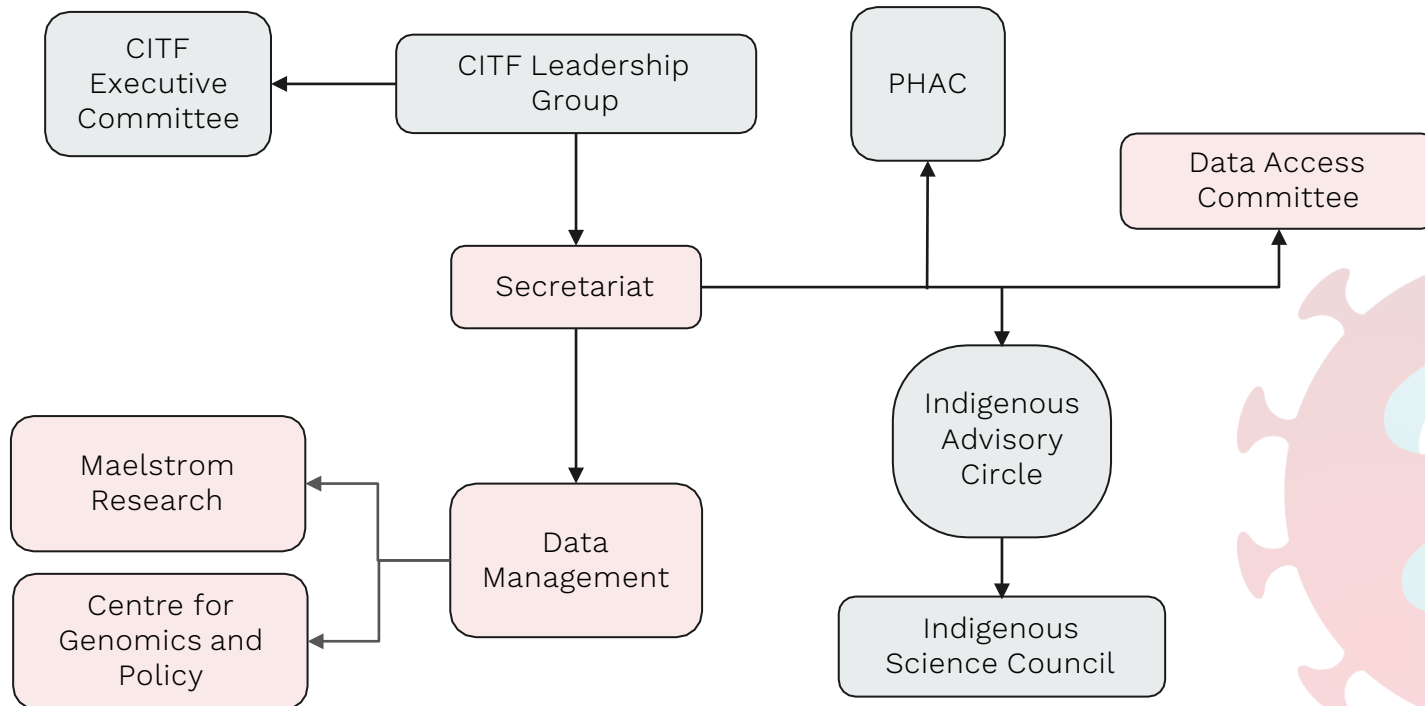 CITF
Executive
Committee
CITF Leadership
Group
PHAC
Data Access
Committee
Secretariat
Indigenous
Advisory
Circle
Maelstrom
Research
Data
Management
Centre for
Genomics and
Policy
Indigenous
Science Council